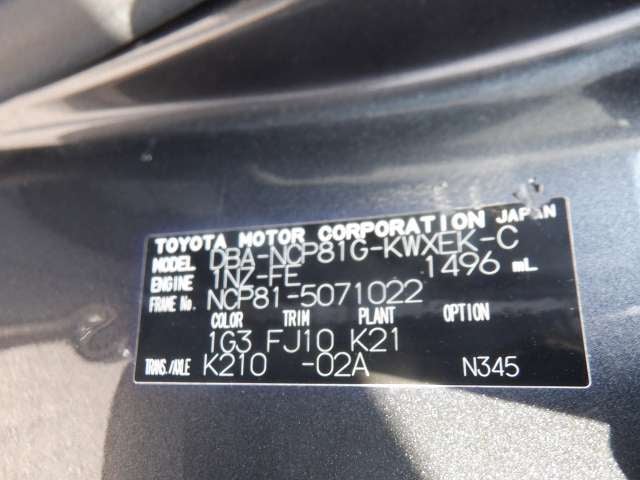 TOYOTA MOTOR CORPORATION JAPAN
MODEL DBA-NCP81G-KWXEK-C
ENGINE 1NZ-FE 1496 mL
FRAME No. NCP81-5071022
COLOR TRIM PLANT OPTION
1G3 FJ10 K21
TRANS./AXLE K210 -02A N345